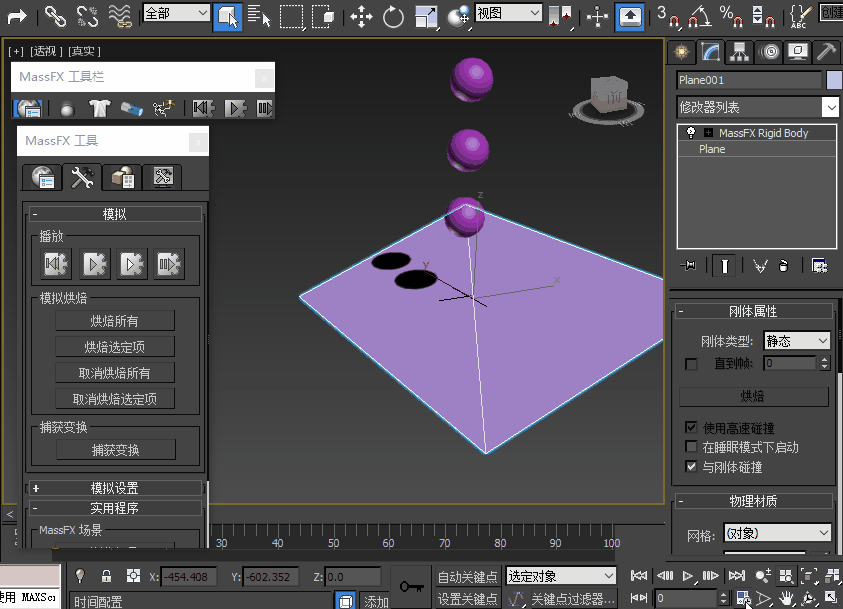 全部
视图
3
%
ABC
创建
[+] [透视] [真实]
MassFX 工具栏
MassFX 工具
模拟
播放
模拟烘焙
烘焙所有
烘焙选定项
取消烘焙所有
取消烘焙选定项
捕获变换
捕获变换
模拟设置
实用程序
MassFX 场景
z
Y
x
Plane001
修改器列表
MassFX Rigid Body
Plane
刚体属性
刚体类型: 静态
直到帧: 0
烘焙
使用高速碰撞
在睡眠模式下启动
与刚体碰撞
物理材质
网格: (对象)
30 40 50 60 70 80 90 100
X: -454.408 Y: -602.352 Z: 0.0
自动关键点 选定对象
使用 MAXSc
时间配置
添加
设置关键点 关键点过滤器...
0